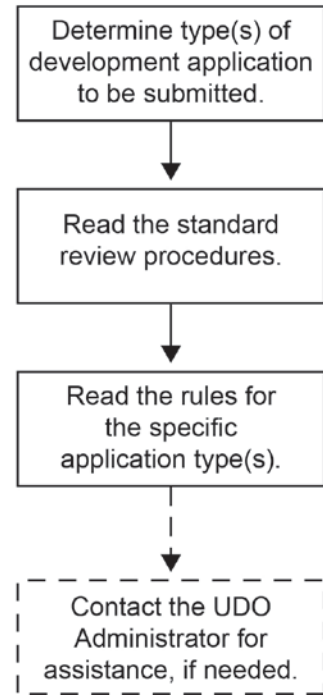 Determine type(s) of
development application
to be submitted.
Read the standard
review procedures.
Read the rules for
the specific
application type(s).
Contact the UDO
Administrator for
assistance, if needed.